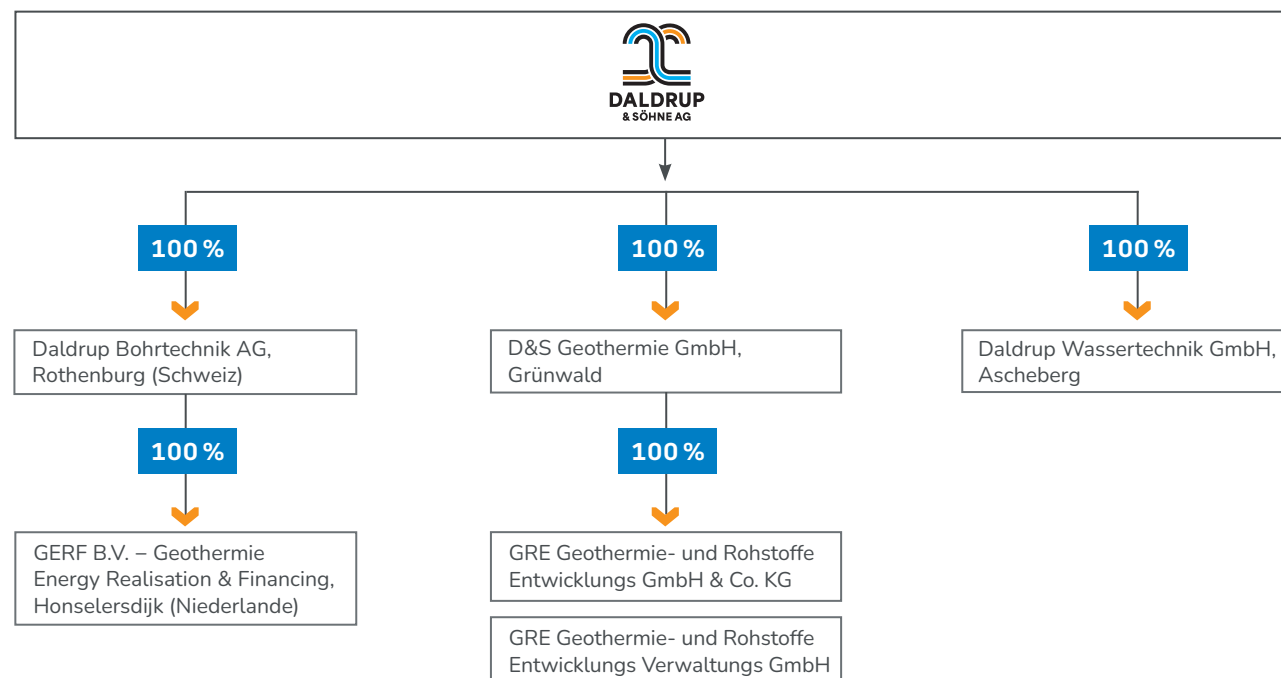 DALDRUP
& SÖHNE AG
100 %
100 %
100 %
Daldrup Bohrtechnik AG,
Rothenburg (Schweiz)
D&S Geothermie GmbH,
Grünwald
Daldrup Wassertechnik GmbH,
Ascheberg
100 %
100 %
GERF B.V. – Geothermie
Energy Realisation & Financing,
Honselersdijk (Niederlande)
GRE Geothermie- und Rohstoffe
Entwicklungs GmbH & Co. KG
GRE Geothermie- und Rohstoffe
Entwicklungs Verwaltungs GmbH